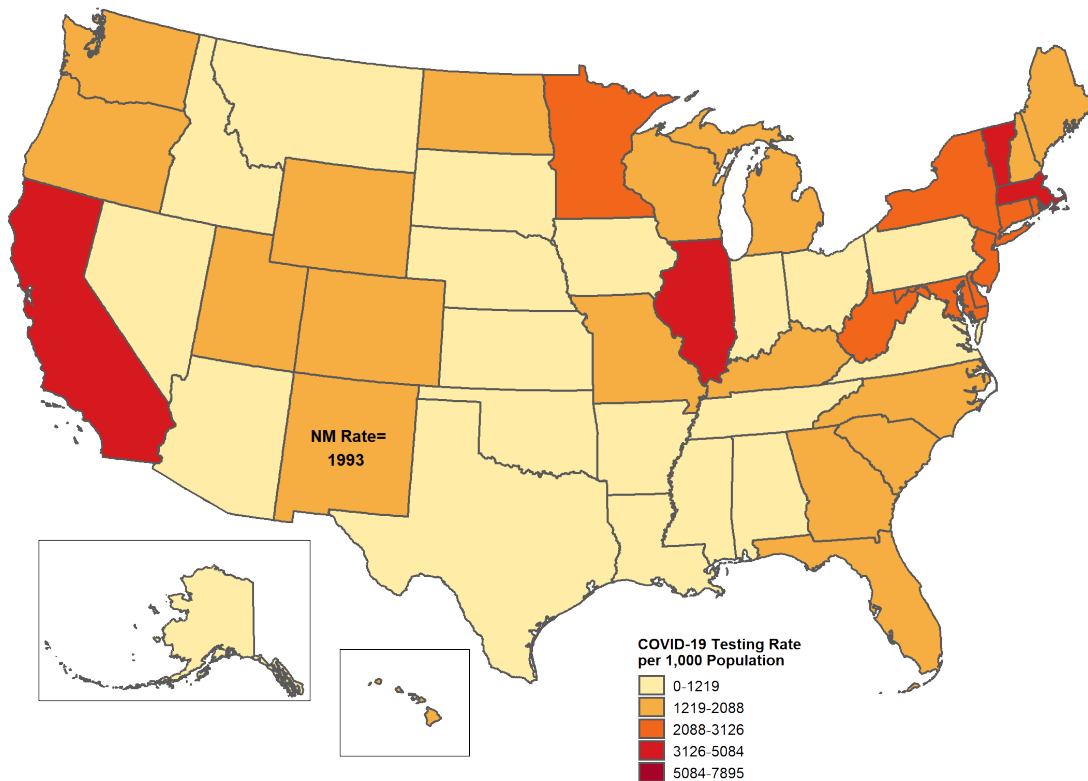 NM Rate=
1993
COVID-19 Testing Rate
per 1,000 Population
0-1219
1219-2088
2088-3126
3126-5084
5084-7895